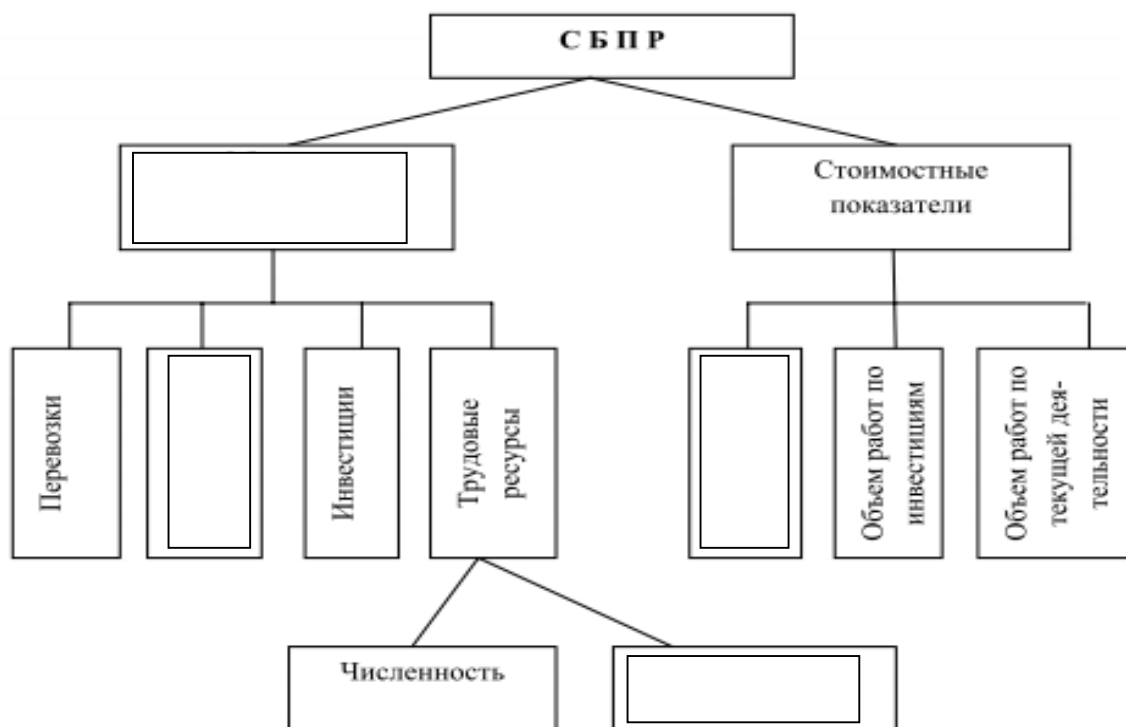 С Б П Р
Стоимостные
показатели
Перевозки
Инвестиции
Трудовые
ресурсы
Объем работ по
инвестициям
Объем работ по
текущей дея-
тельности
Численность